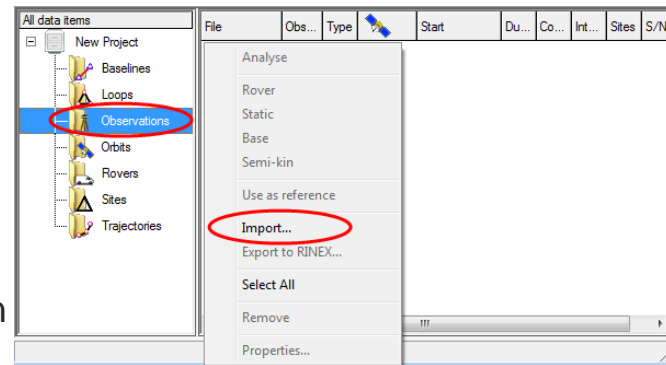 All data items
New Project
Baselines
Loops
Observations
Orbits
Rovers
Sites
Trajectories
File Obs... Type Start Du... Co... Int... Sites S/N
Analyse
Rover
Static
Base
Semi-kin
Use as reference
Import...
Export to RINEX...
Select All
Remove
Properties...